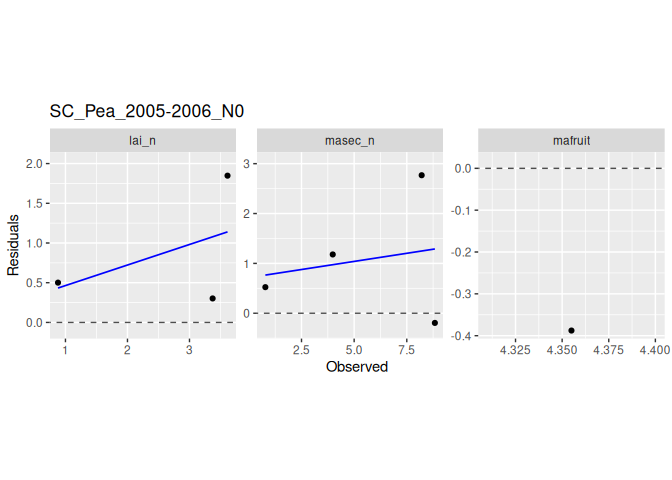 SC_Pea_2005-2006_N0
lai_n masec_n mafruit
Residuals
2.0
1.5
1.0
0.5
0.0
3
2
1
0
0.0
-0.1
-0.2
-0.3
-0.4
1 2 3
2.5 5.0 7.5
4.325 4.350 4.375 4.400
Observed